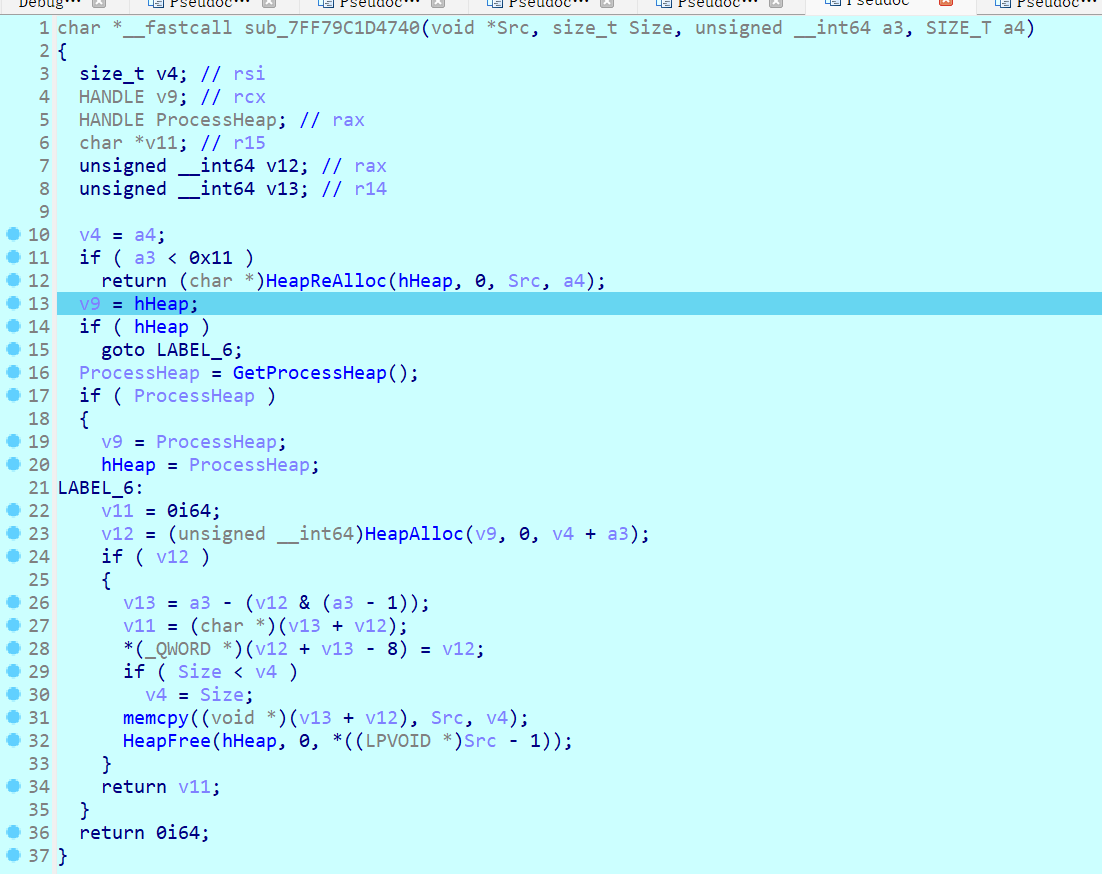 Debug··· Pseudoc··· Pseudoc··· Pseudoc··· Pseudoc··· Pseudoc Pseudoc···
1 char *__fastcall sub_7FF79C1D4740(void *Src, size_t Size, unsigned __int64 a3, SIZE_T a4)
2 {
3 size_t v4; // rsi
4 HANDLE v9; // rcx
5 HANDLE ProcessHeap; // rax
6 char *v11; // r15
7 unsigned __int64 v12; // rax
8 unsigned __int64 v13; // r14
9
10 v4 = a4;
11 if ( a3 < 0x11 )
12 return (char *)HeapReAlloc(hHeap, 0, Src, a4);
13 v9 = hHeap;
14 if ( hHeap )
15 goto LABEL_6;
16 ProcessHeap = GetProcessHeap();
17 if ( ProcessHeap )
18 {
19 v9 = ProcessHeap;
20 hHeap = ProcessHeap;
21 LABEL_6:
22 v11 = 0i64;
23 v12 = (unsigned __int64)HeapAlloc(v9, 0, v4 + a3);
24 if ( v12 )
25 {
26 v13 = a3 - (v12 & (a3 - 1));
27 v11 = (char *)(v13 + v12);
28 *(_QWORD *)(v12 + v13 - 8) = v12;
29 if ( Size < v4 )
30 v4 = Size;
31 memcpy((void *)(v13 + v12), Src, v4);
32 HeapFree(hHeap, 0, *((LPVOID *)Src - 1));
33 }
34 return v11;
35 }
36 return 0i64;
37 }